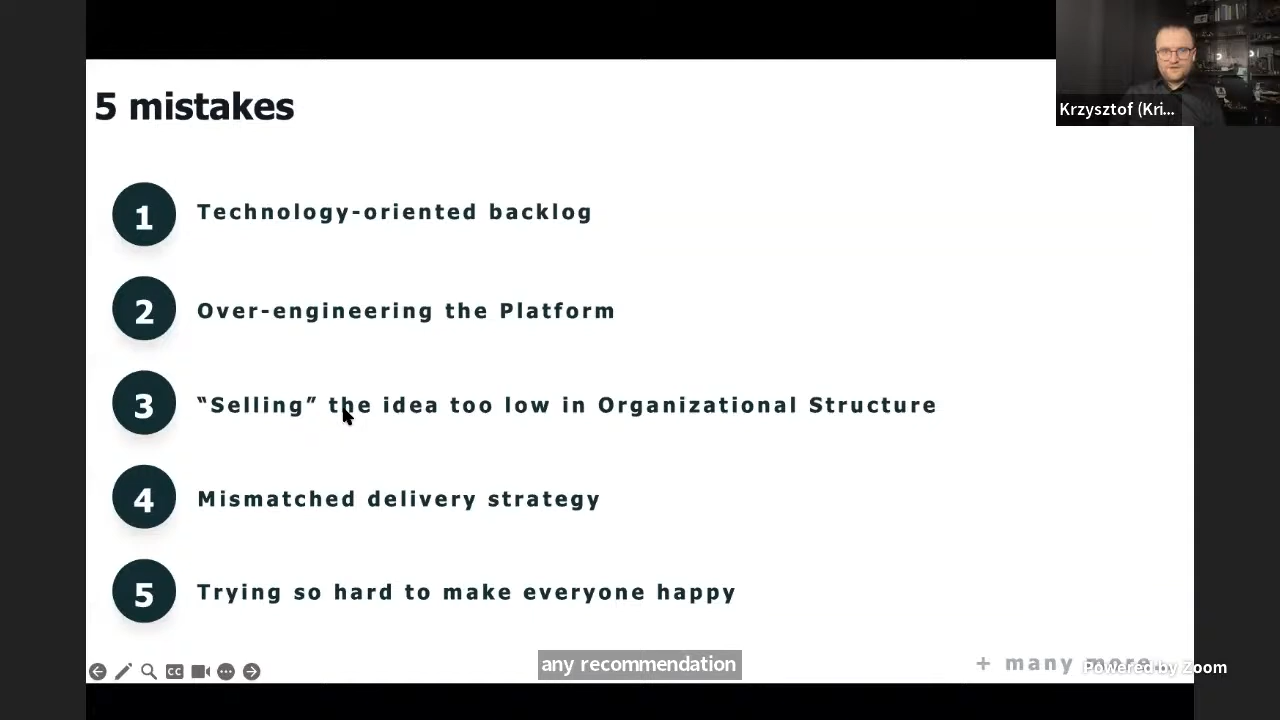 5 mistakes
Krzysztof (Kri...
1 Technology-oriented backlog
2 Over-engineering the Platform
3 “Selling” the idea too low in Organizational Structure
4 Mismatched delivery strategy
5 Trying so hard to make everyone happy
CC
any recommendation
+ many more...
Powered by Zoom